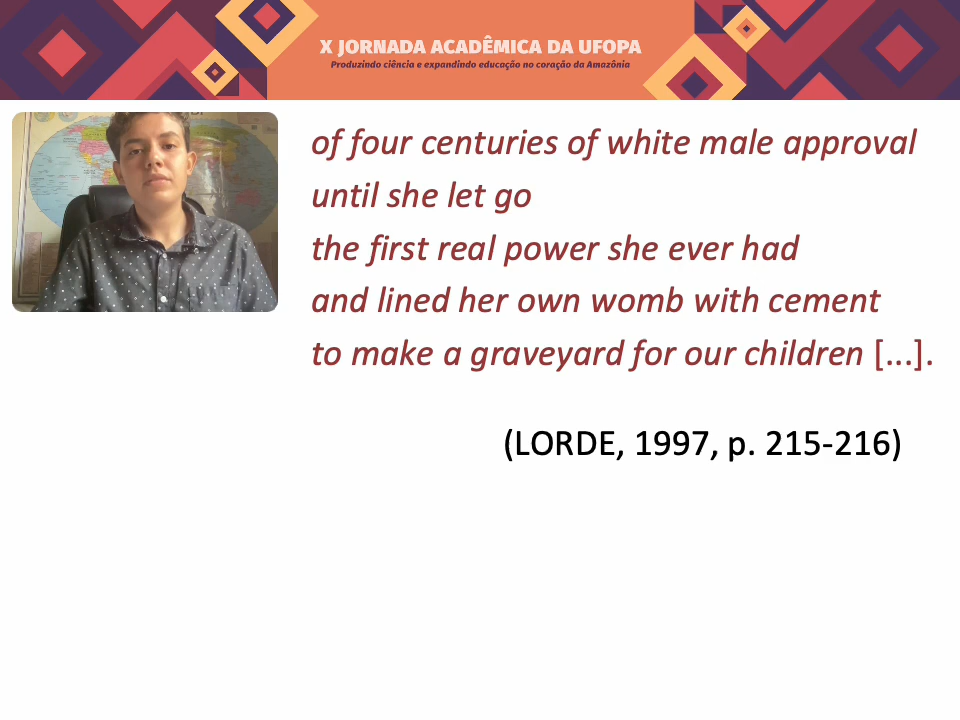 X JORNADA ACADÊMICA DA UFOPA
Produzindo ciência e expandindo educação no coração da Amazônia
of four centuries of white male approval
until she let go
the first real power she ever had
and lined her own womb with cement
to make a graveyard for our children [...].
(LORDE, 1997, p. 215-216)